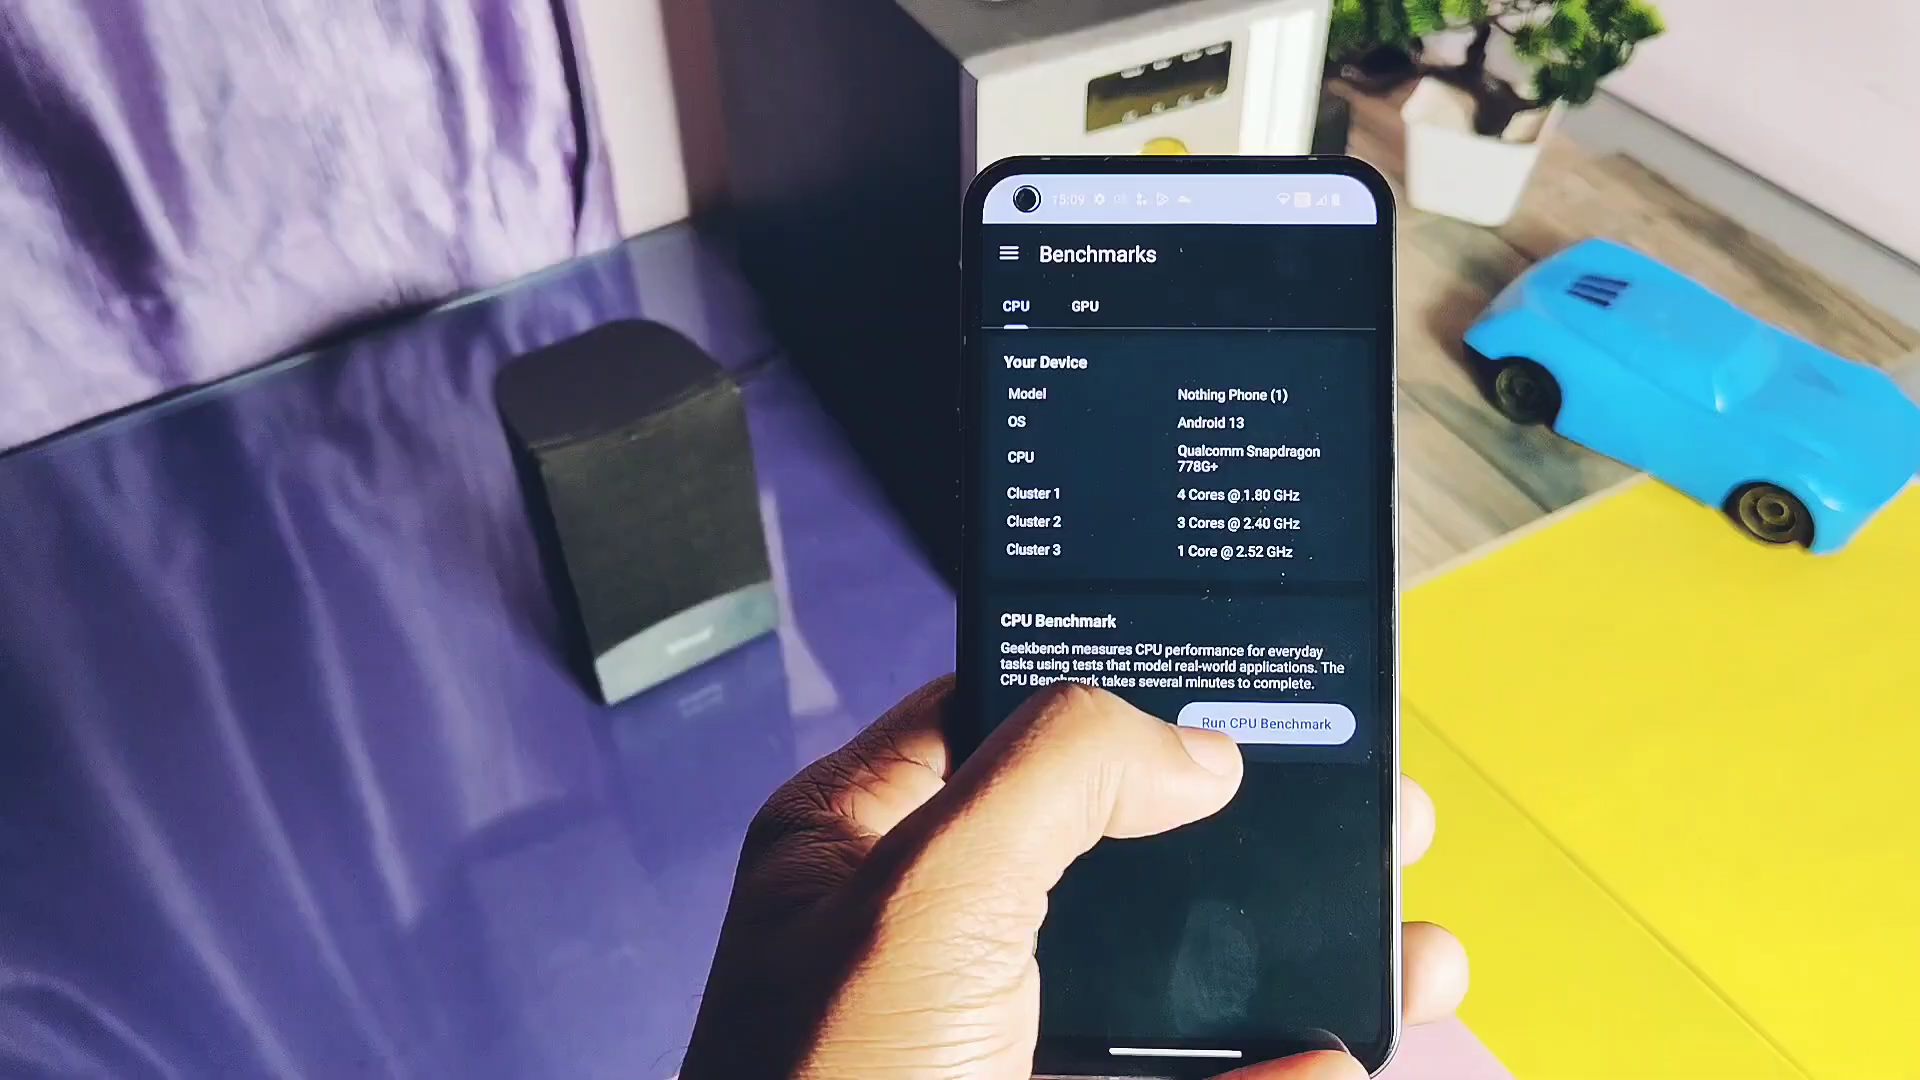 15:09
Benchmarks
CPU GPU
Your Device
Model Nothing Phone (1)
OS Android 13
CPU Qualcomm Snapdragon
778G+
Cluster 1 4 Cores @ 1.80 GHz
Cluster 2 3 Cores @ 2.40 GHz
Cluster 3 1 Core @ 2.52 GHz
CPU Benchmark
Geekbench measures CPU performance for everyday
tasks using tests that model real-world applications. The
CPU Benchmark takes several minutes to complete.
Run CPU Benchmark